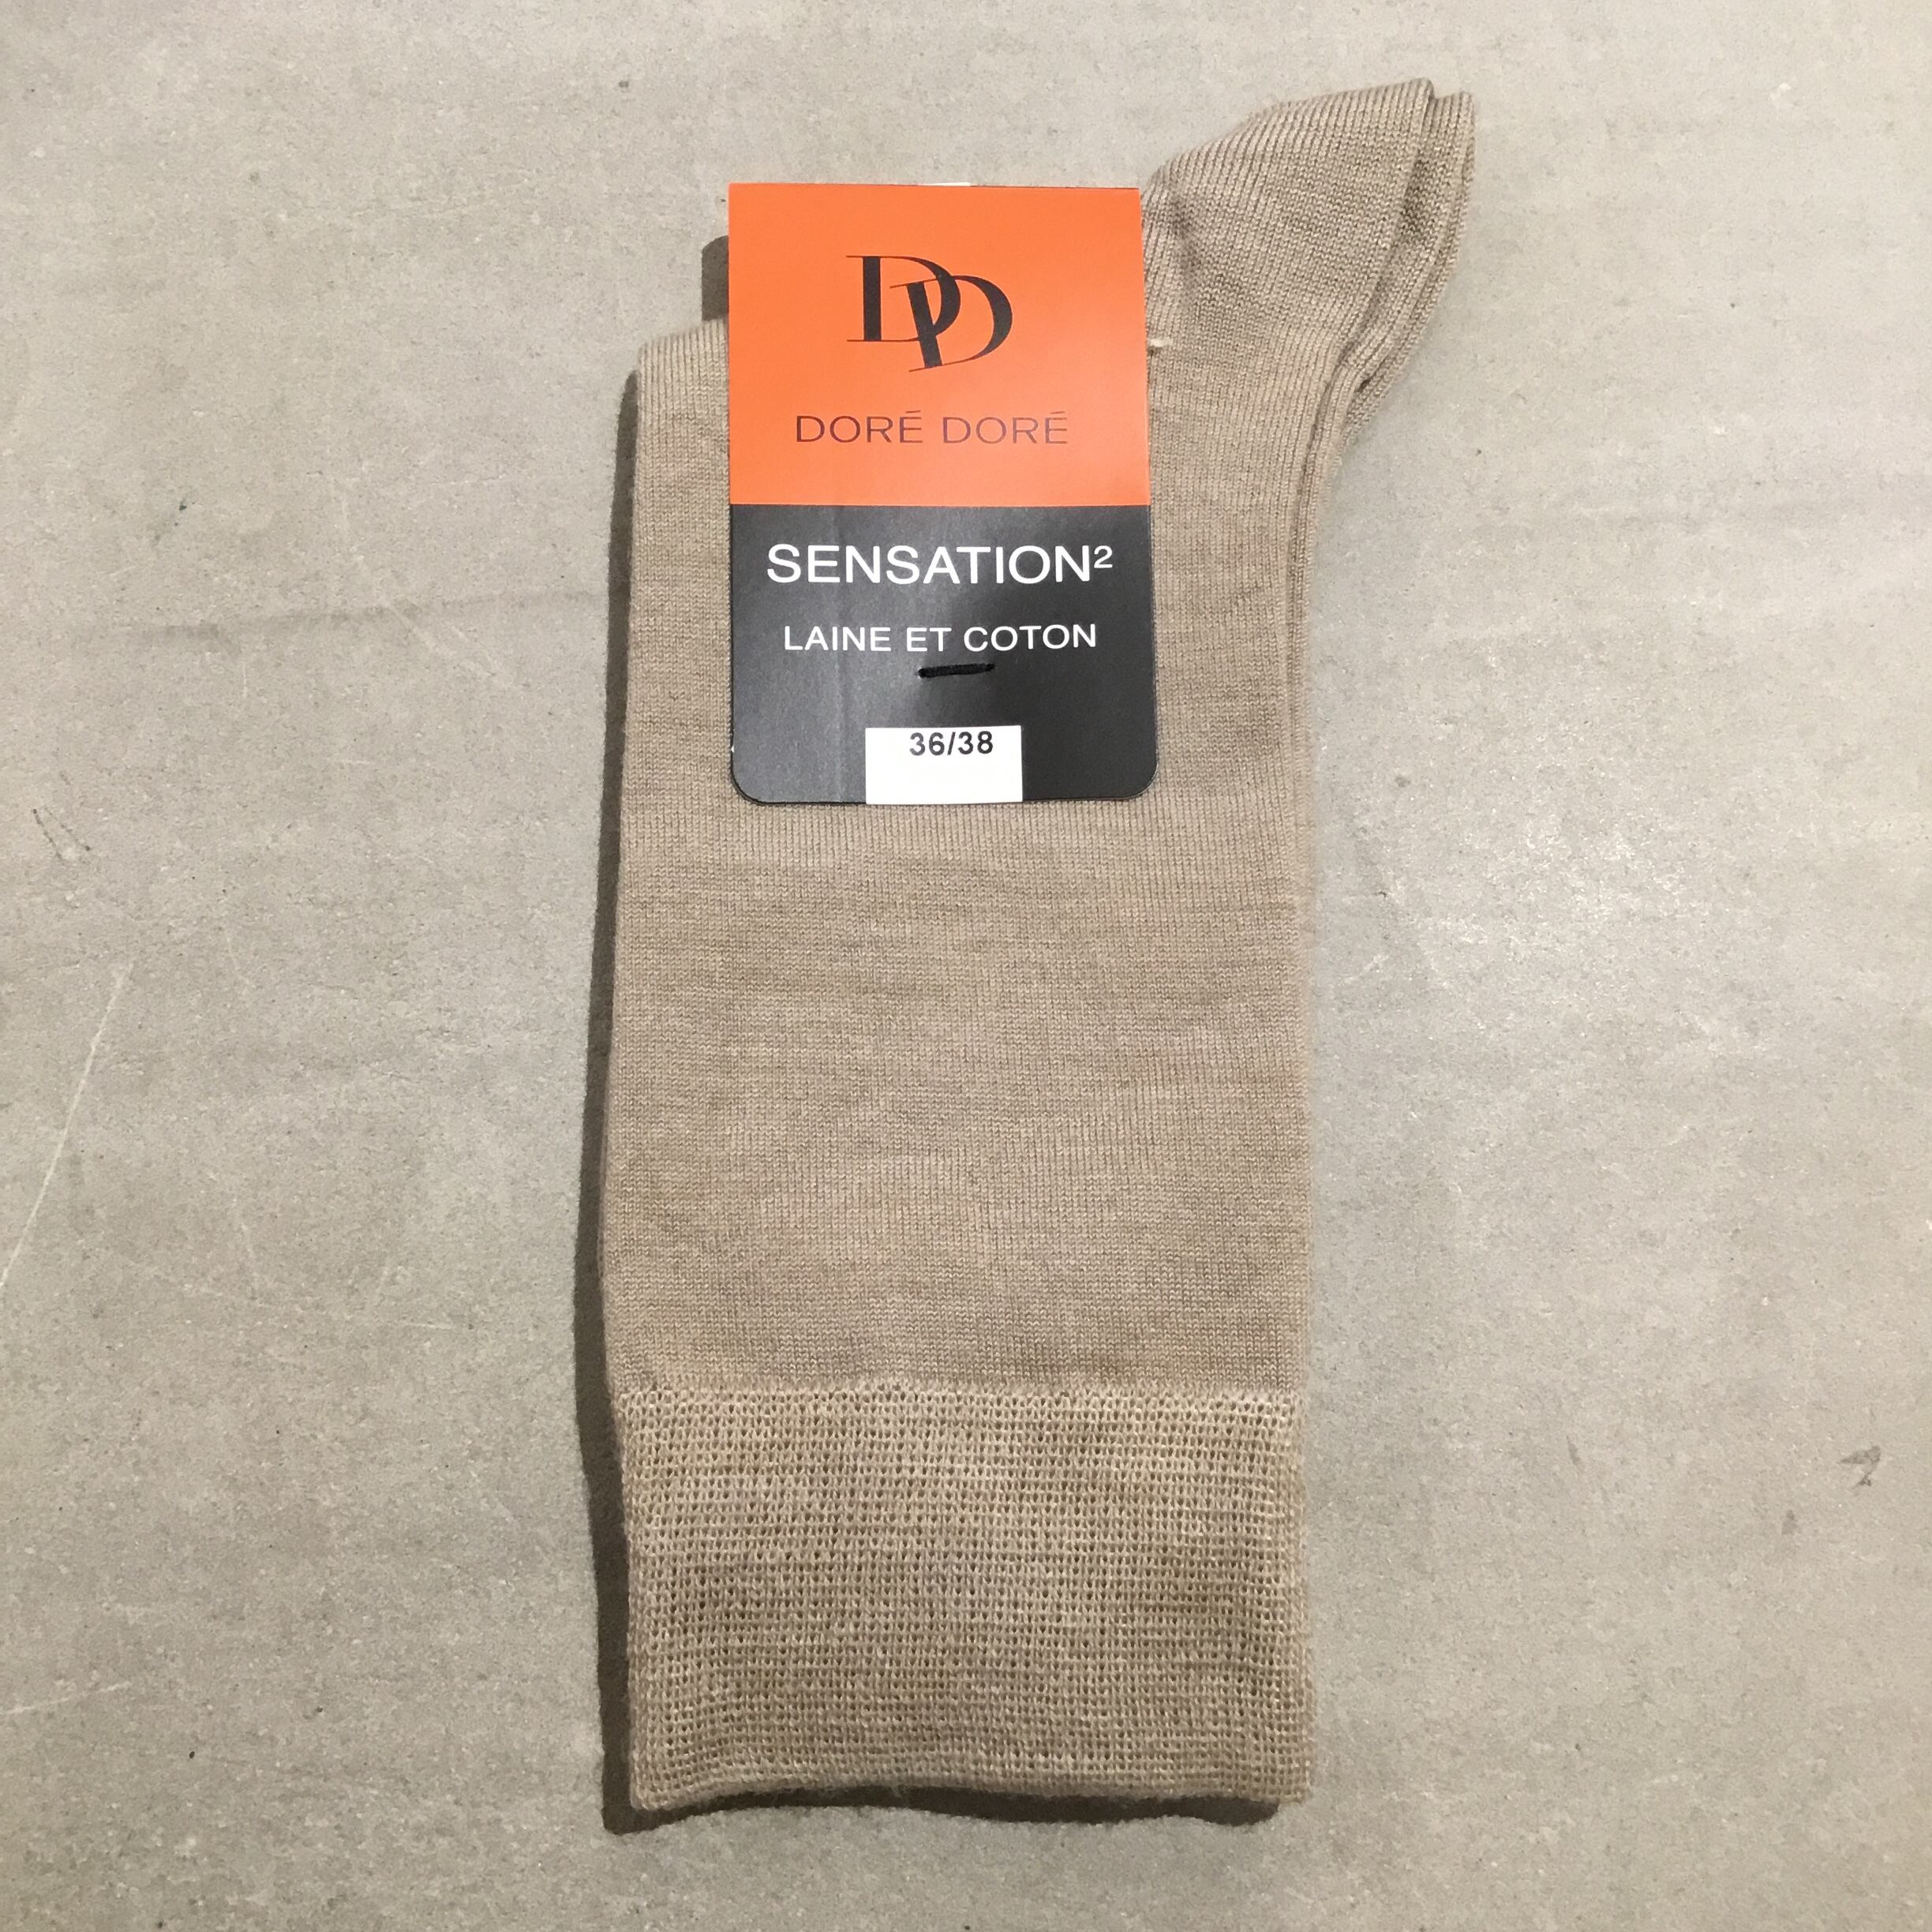 DD
DORÉ DORÉ
SENSATION²
LAINE ET COTON
36/38